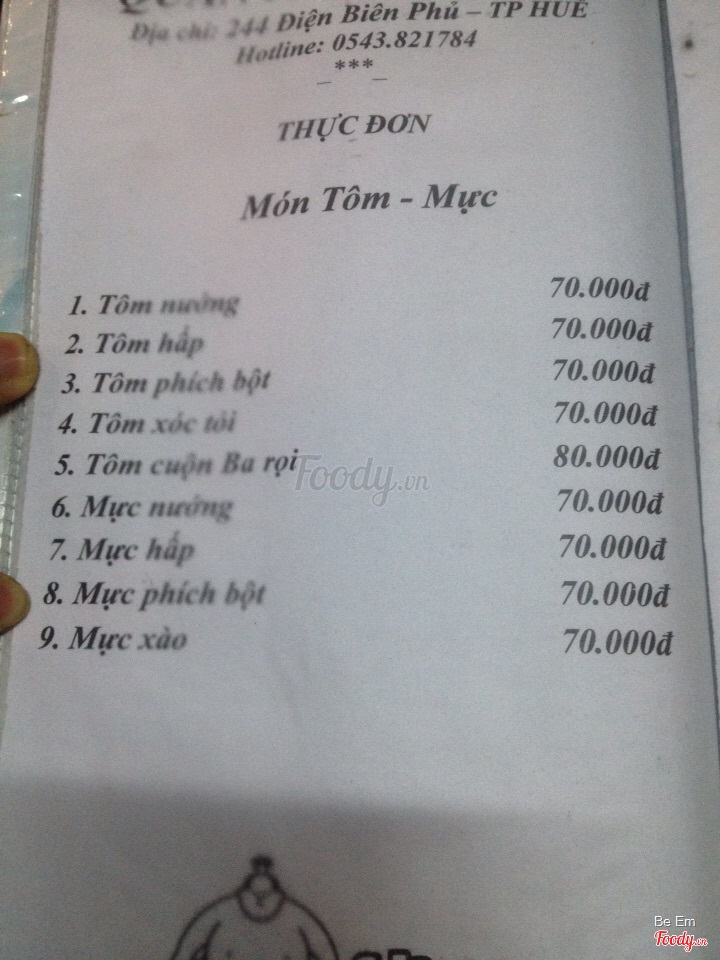 QUÁN
Địa chỉ: 244 Điện Biên Phủ – TP HUẾ
Hotline: 0543.821784
_***_
THỰC ĐƠN
Món Tôm - Mực
1. Tôm nướng 70.000đ
2. Tôm hấp 70.000đ
3. Tôm phích bột 70.000đ
4. Tôm xóc tỏi 70.000đ
5. Tôm cuộn Ba rọi 80.000đ
6. Mực nướng 70.000đ
7. Mực hấp 70.000đ
8. Mực phích bột 70.000đ
9. Mực xào 70.000đ
Foody.vn
Be Em
Foody.vn